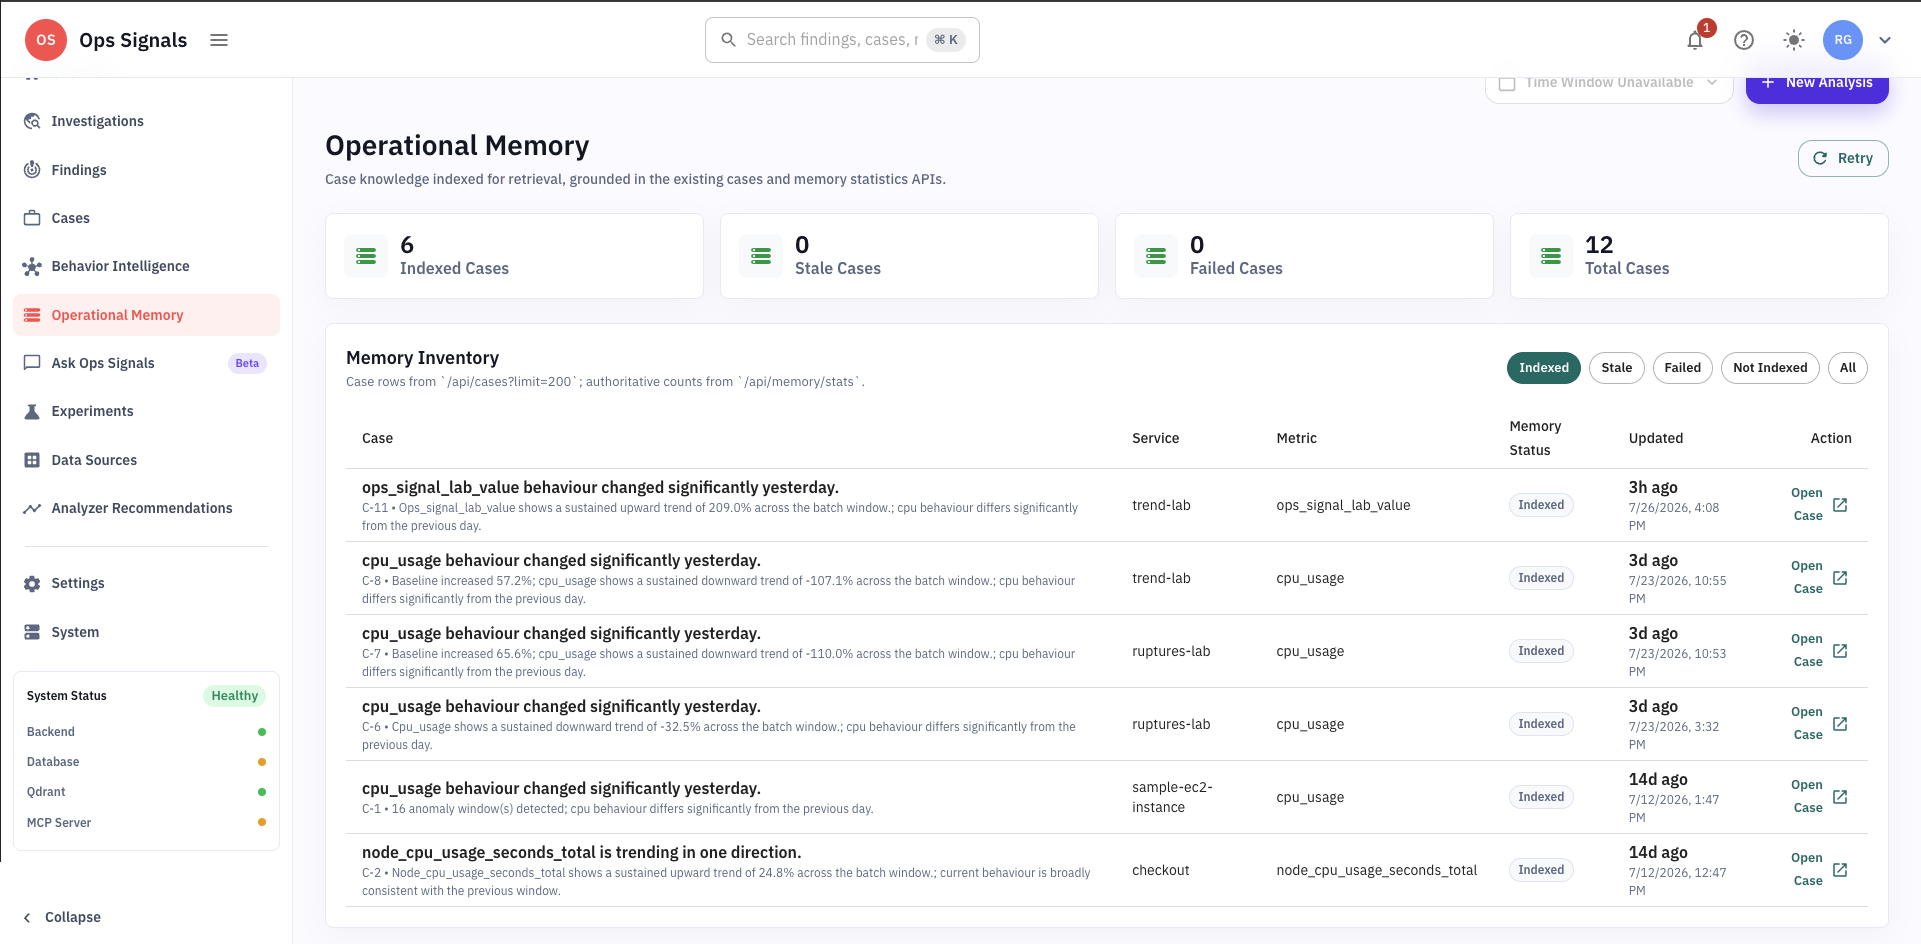 OS
Ops Signals
Search findings, cases, r
⌘ K
1
RG
Time Window Unavailable
+ New Analysis
Investigations
Findings
Cases
Behavior Intelligence
Operational Memory
Ask Ops Signals
Beta
Experiments
Data Sources
Analyzer Recommendations
Settings
System
System Status
Healthy
Backend
Database
Qdrant
MCP Server
Collapse
Operational Memory
Case knowledge indexed for retrieval, grounded in the existing cases and memory statistics APIs.
Retry
6
Indexed Cases
0
Stale Cases
0
Failed Cases
12
Total Cases
Memory Inventory
Case rows from `/api/cases?limit=200`; authoritative counts from `/api/memory/stats`.
Indexed
Stale
Failed
Not Indexed
All
Case
Service
Metric
Memory
Status
Updated
Action
ops_signal_lab_value behaviour changed significantly yesterday.
C-11 • Ops_signal_lab_value shows a sustained upward trend of 209.0% across the batch window.; cpu behaviour differs significantly
from the previous day.
trend-lab
ops_signal_lab_value
Indexed
3h ago
7/26/2026, 4:08
PM
Open
Case
cpu_usage behaviour changed significantly yesterday.
C-8 • Baseline increased 57.2%; cpu_usage shows a sustained downward trend of -107.1% across the batch window.; cpu behaviour
differs significantly from the previous day.
trend-lab
cpu_usage
Indexed
3d ago
7/23/2026, 10:55
PM
Open
Case
cpu_usage behaviour changed significantly yesterday.
C-7 • Baseline increased 65.6%; cpu_usage shows a sustained downward trend of -110.0% across the batch window.; cpu behaviour
differs significantly from the previous day.
ruptures-lab
cpu_usage
Indexed
3d ago
7/23/2026, 10:53
PM
Open
Case
cpu_usage behaviour changed significantly yesterday.
C-6 • Cpu_usage shows a sustained downward trend of -32.5% across the batch window.; cpu behaviour differs significantly from the
previous day.
ruptures-lab
cpu_usage
Indexed
3d ago
7/23/2026, 3:32
PM
Open
Case
cpu_usage behaviour changed significantly yesterday.
C-1 • 16 anomaly window(s) detected; cpu behaviour differs significantly from the previous day.
sample-ec2-
instance
cpu_usage
Indexed
14d ago
7/12/2026, 1:47
PM
Open
Case
node_cpu_usage_seconds_total is trending in one direction.
C-2 • Node_cpu_usage_seconds_total shows a sustained upward trend of 24.8% across the batch window.; current behaviour is broadly
consistent with the previous window.
checkout
node_cpu_usage_seconds_total
Indexed
14d ago
7/12/2026, 12:47
PM
Open
Case